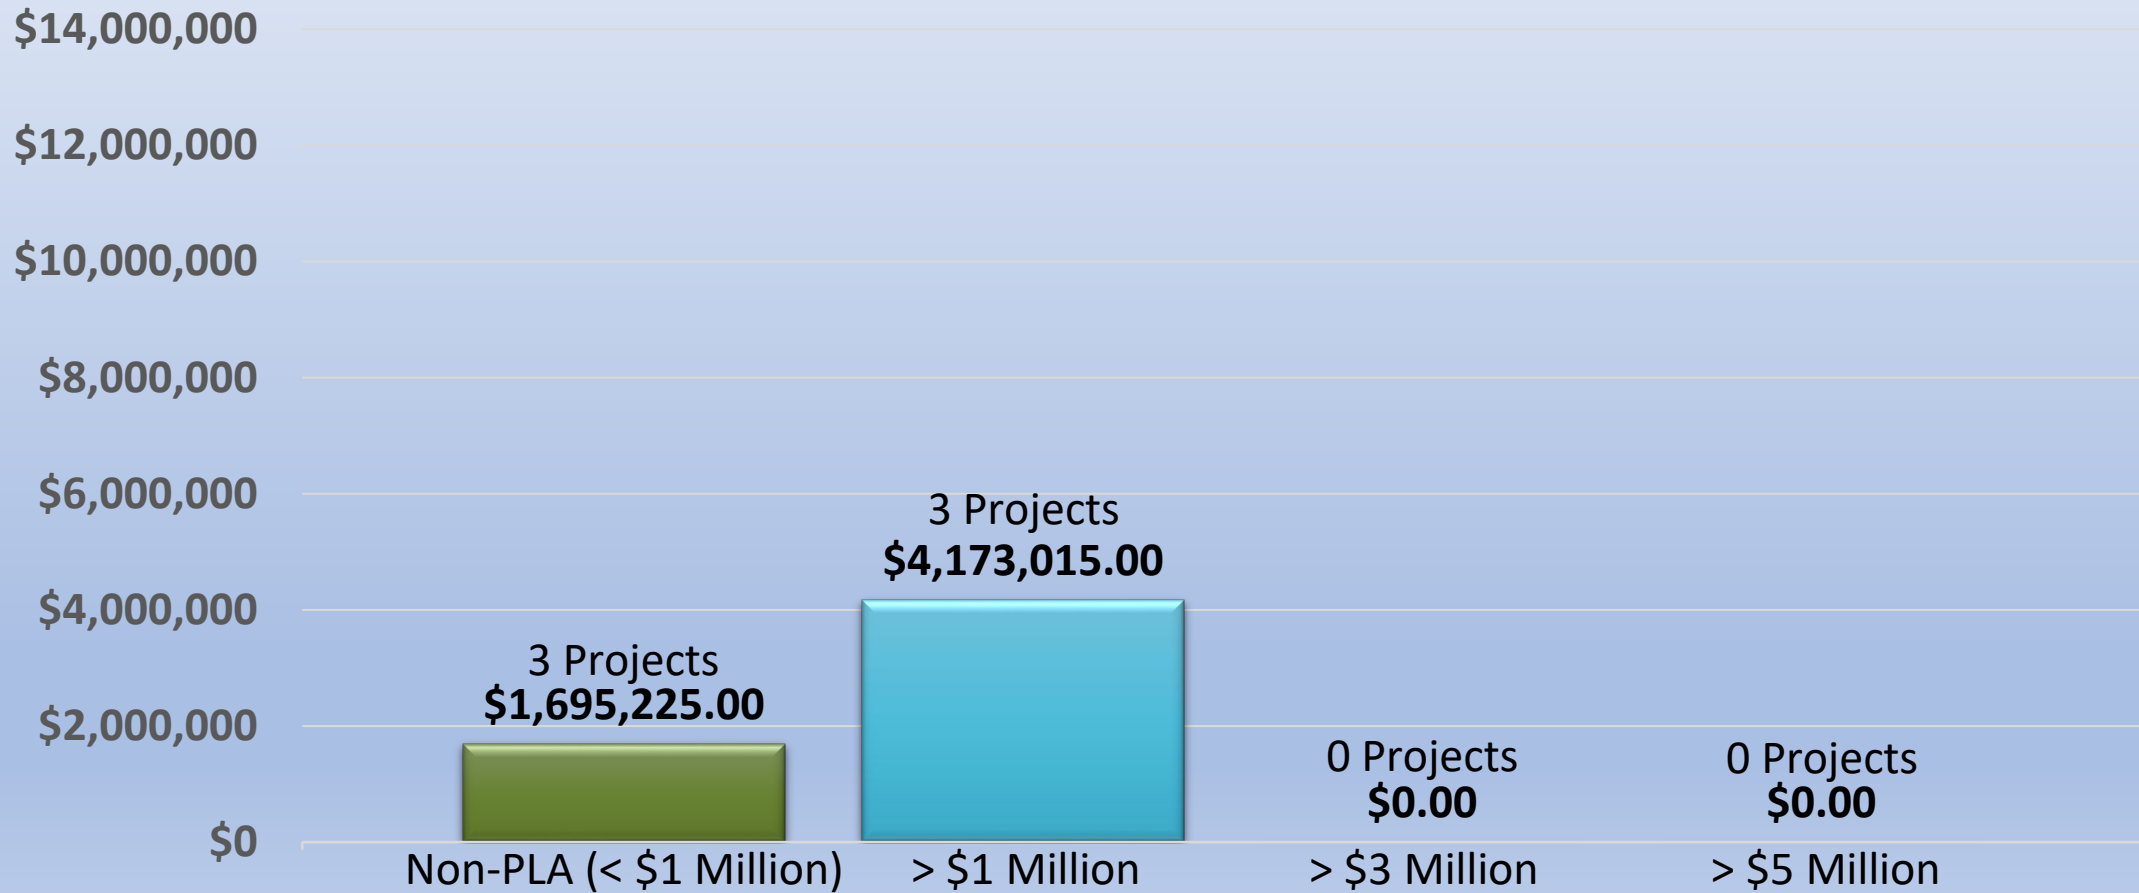 $14,000,000
$12,000,000
$10,000,000
$8,000,000
$6,000,000
$4,000,000
$2,000,000
$0
3 Projects
$1,695,225.00
3 Projects
$4,173,015.00
0 Projects
$0.00
0 Projects
$0.00
Non-PLA (< $1 Million)
> $1 Million
> $3 Million
> $5 Million